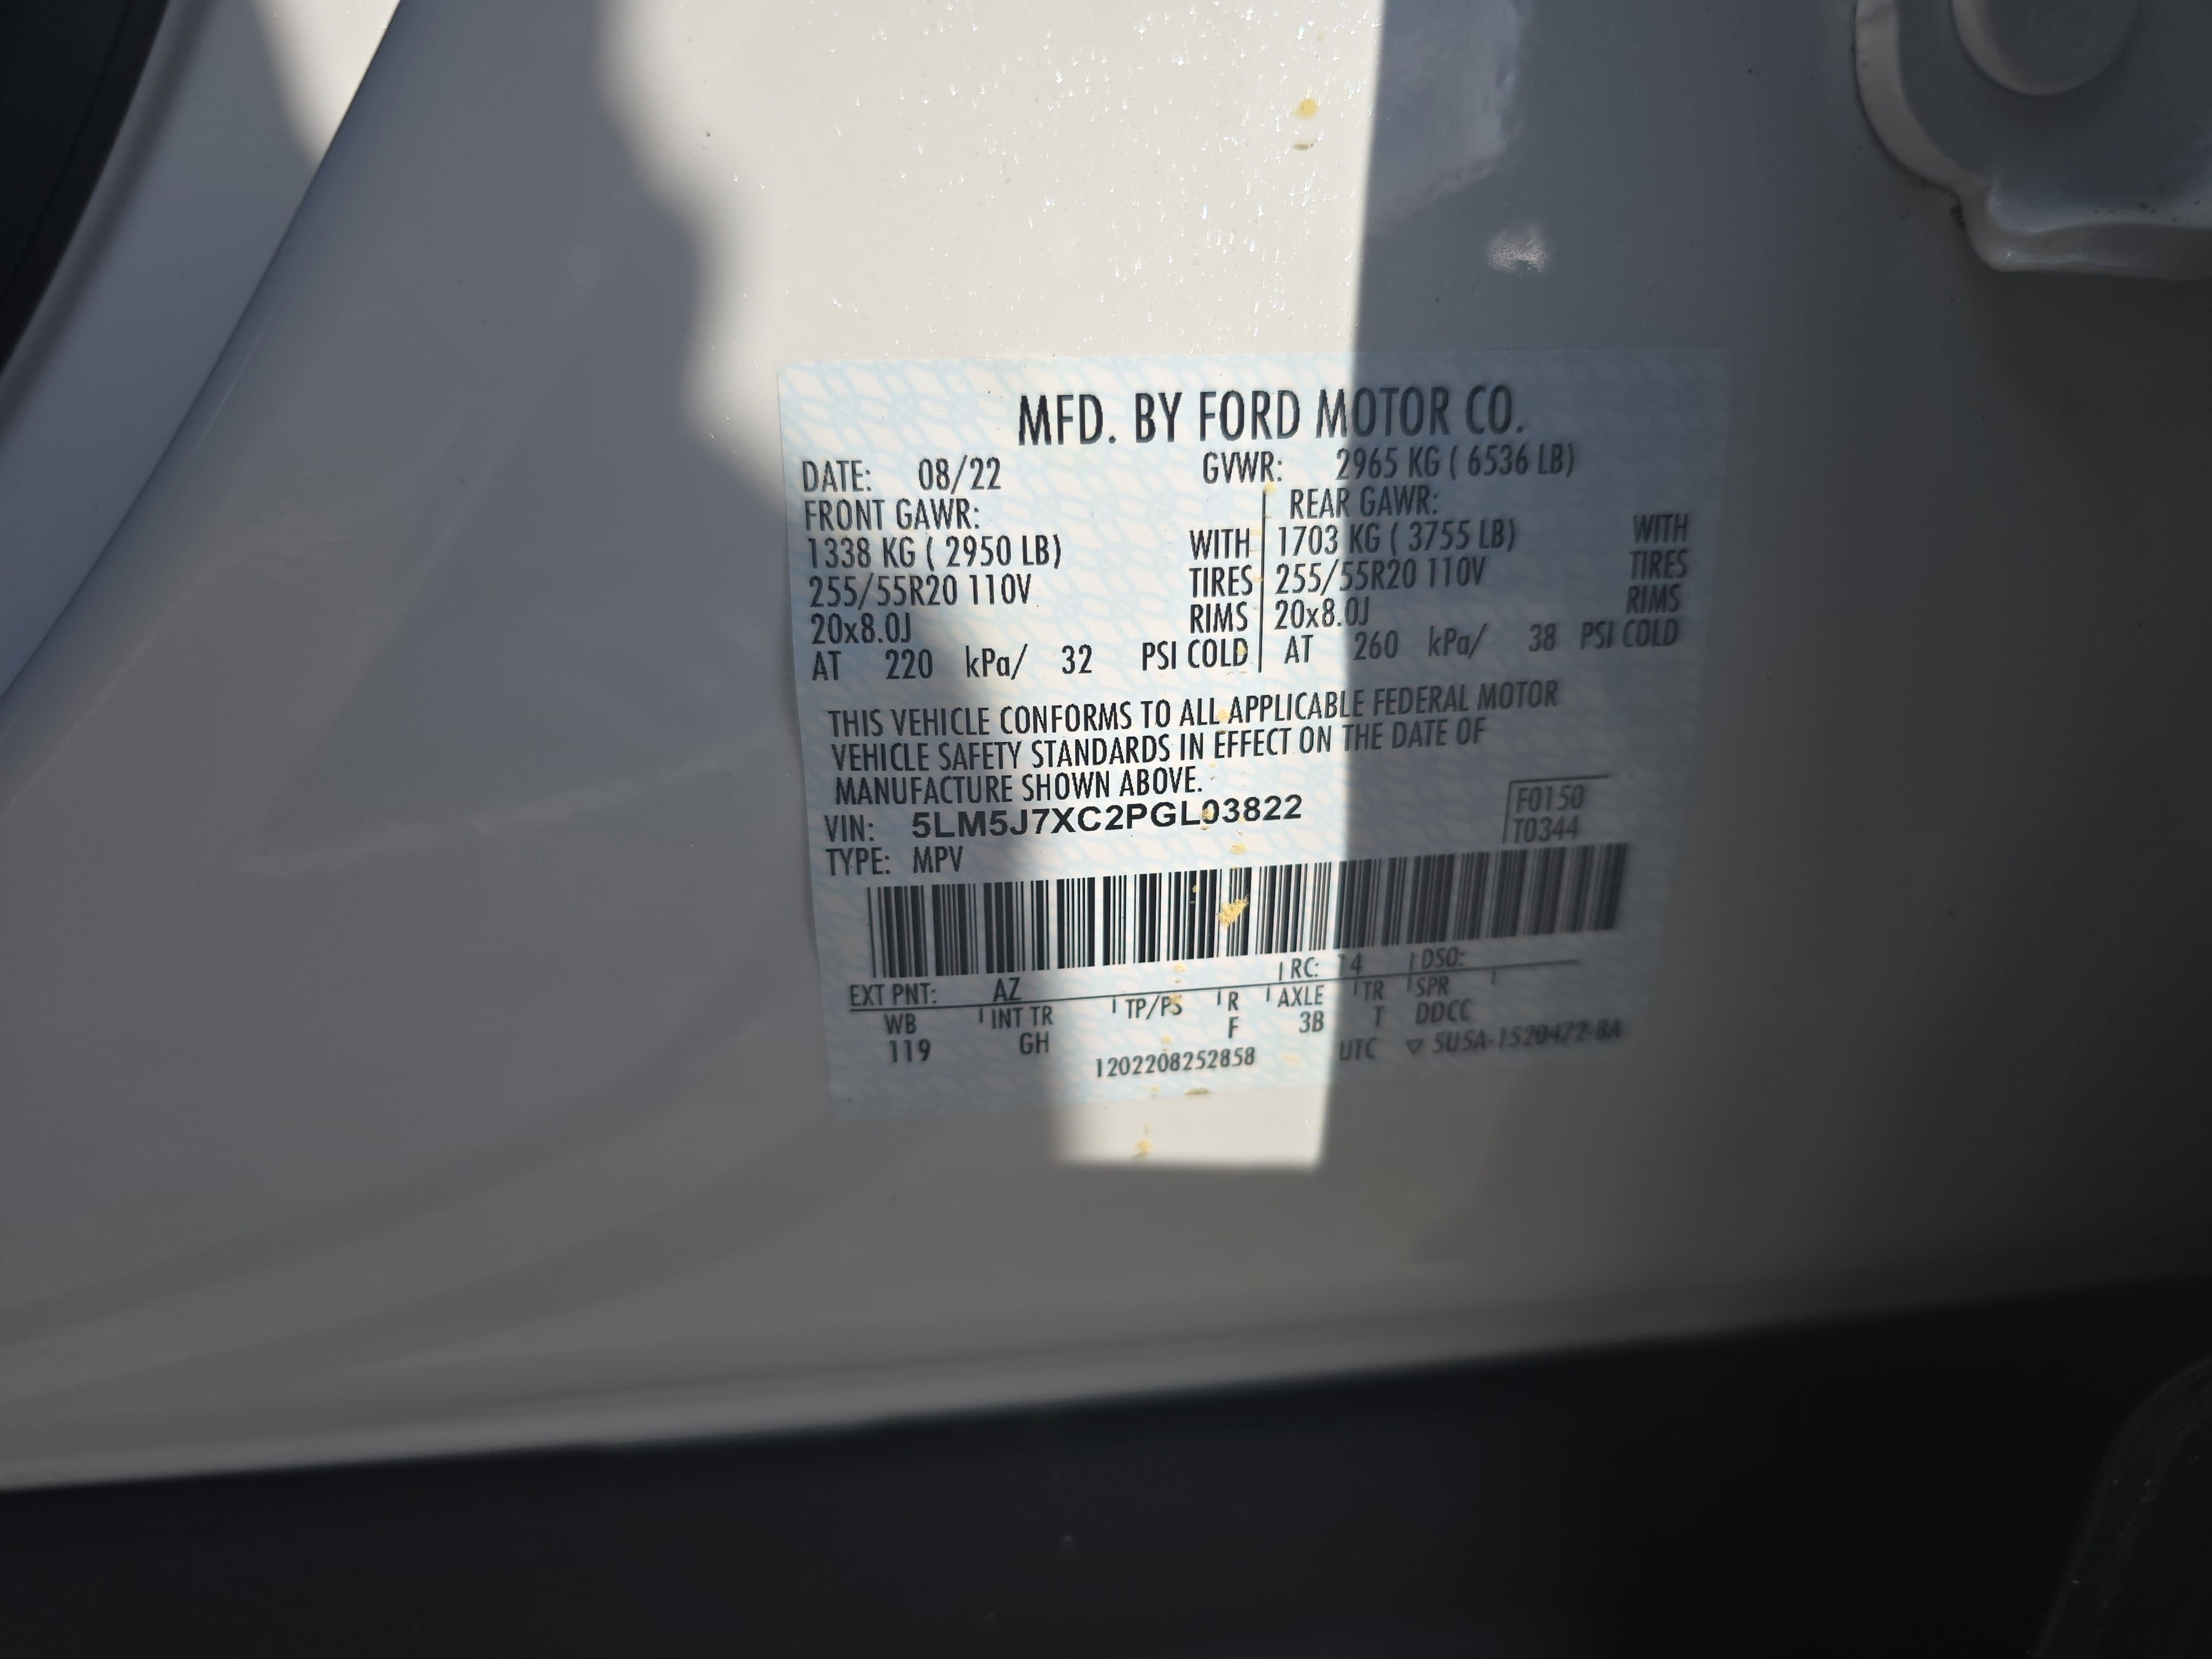 MFD. BY FORD MOTOR CO.
DATE: 08/22 GVWR: 2965 KG ( 6536 LB)
FRONT GAWR: REAR GAWR:
1338 KG ( 2950 LB) WITH 1703 KG ( 3755 LB) WITH
255/55R20 110V TIRES 255/55R20 110V TIRES
20x8.0J RIMS 20x8.0J RIMS
AT 220 kPa/ 32 PSI COLD AT 260 kPa/ 38 PSI COLD
THIS VEHICLE CONFORMS TO ALL APPLICABLE FEDERAL MOTOR
VEHICLE SAFETY STANDARDS IN EFFECT ON THE DATE OF
MANUFACTURE SHOWN ABOVE.
VIN: 5LM5J7XC2PGL03822
F0150
T0344
TYPE: MPV
EXT PNT: AZ RC: 14 DSO:
WB INT TR TP/PS R AXLE TR SPR
119 GH F 3B T DDCC
1202208252858 UTC ▽ 5U5A-1520472-BA